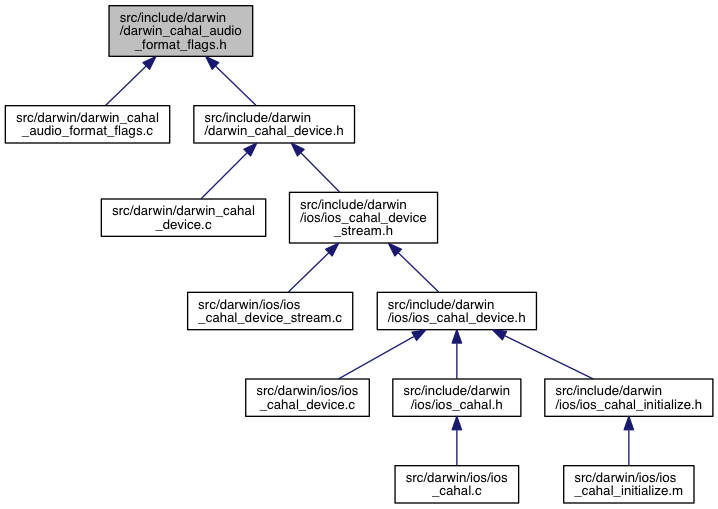 src/include/darwin
/darwin_cahal_audio
_format_flags.h
src/darwin/darwin_cahal
_audio_format_flags.c
src/include/darwin
/darwin_cahal_device.h
src/darwin/darwin_cahal
_device.c
src/include/darwin
/ios/ios_cahal_device
_stream.h
src/darwin/ios/ios
_cahal_device_stream.c
src/include/darwin
/ios/ios_cahal_device.h
src/darwin/ios/ios
_cahal_device.c
src/include/darwin
/ios/ios_cahal.h
src/include/darwin
/ios/ios_cahal_initialize.h
src/darwin/ios/ios
_cahal.c
src/darwin/ios/ios
_cahal_initialize.m